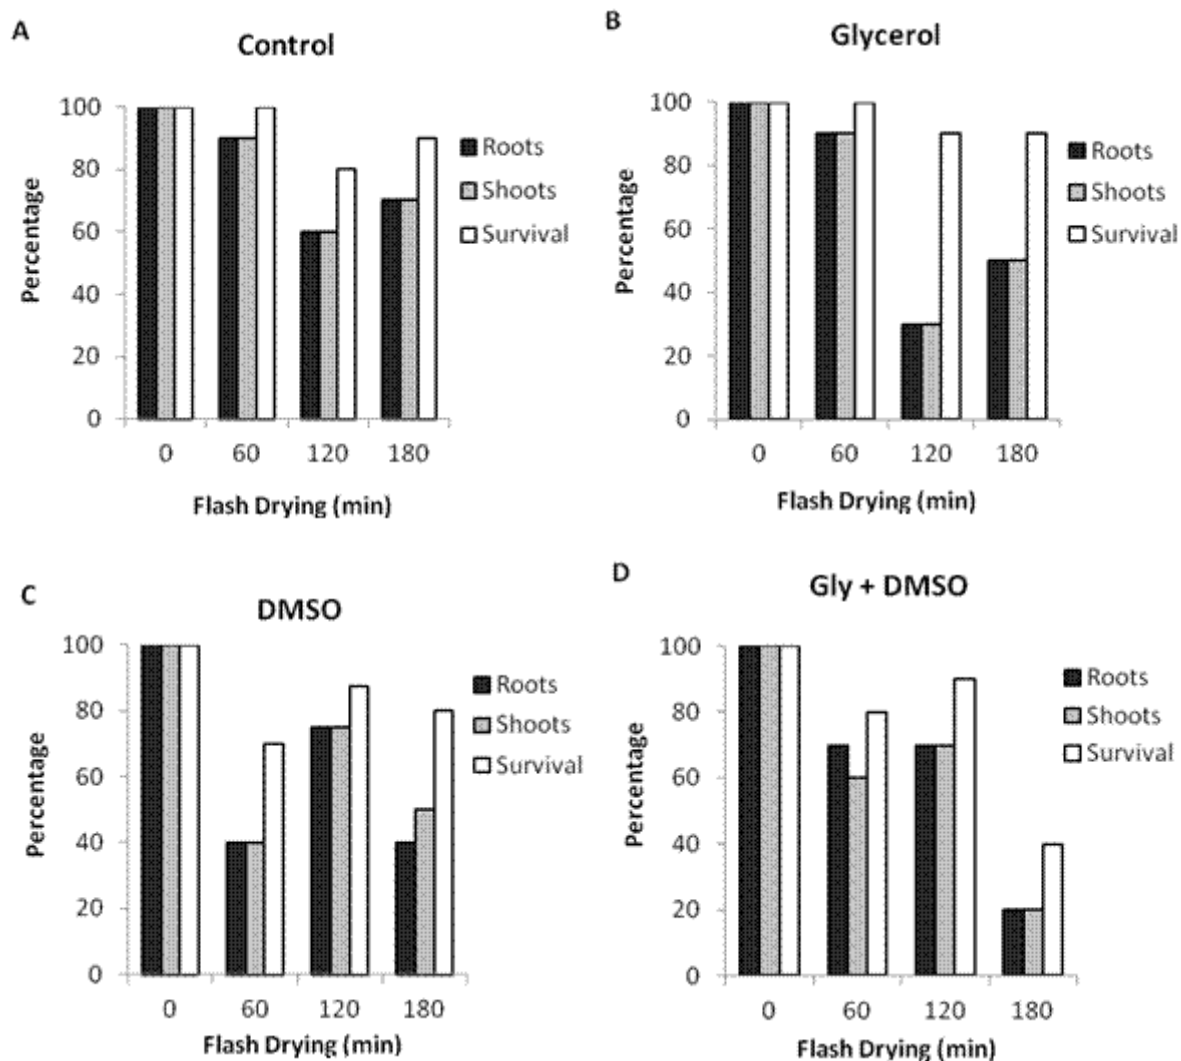 A
Control
100
80
60
40
20
0
Percentage
0 60 120 180
Flash Drying (min)
Roots
Shoots
Survival
B
Glycerol
100
80
60
40
20
0
Percentage
0 60 120 180
Flash Drying (min)
Roots
Shoots
Survival
C
DMSO
100
80
60
40
20
0
Percentage
0 60 120 180
Flash Drying (min)
Roots
Shoots
Survival
D
Gly + DMSO
100
80
60
40
20
0
Percentage
0 60 120 180
Flash Drying (min)
Roots
Shoots
Survival